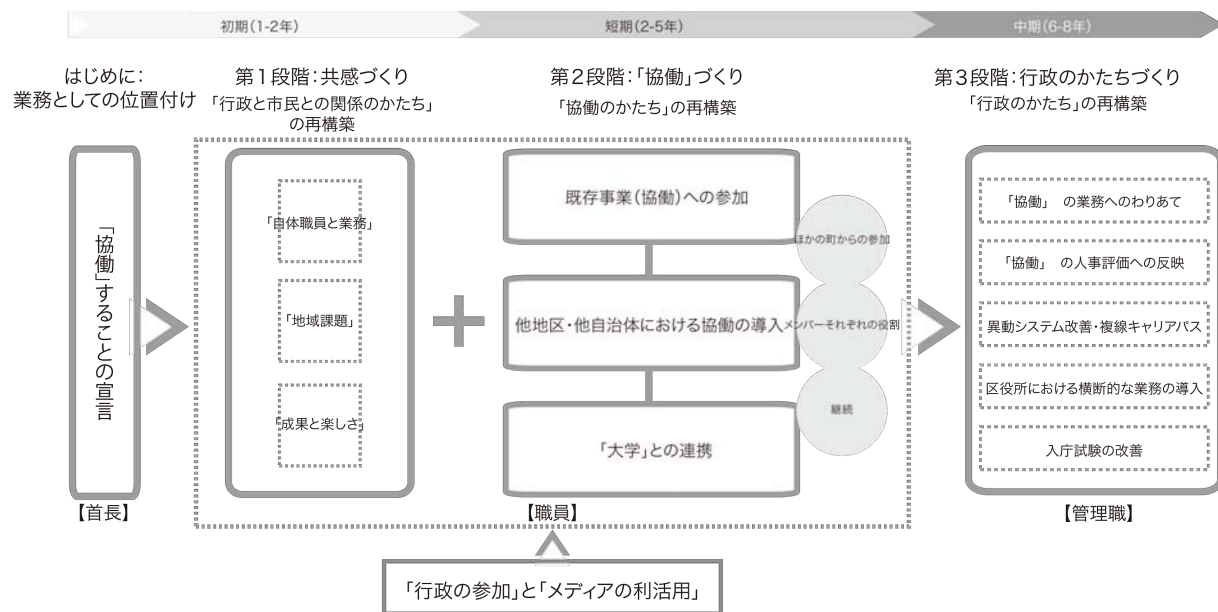 初期(1-2年)
短期(2-5年)
中期(6-8年)
はじめに:
業務としての位置付け
第1段階:共感づくり
「行政と市民との関係のかたち」
の再構築
第2段階:「協働」づくり
「協働のかたち」の再構築
第3段階:行政のかたちづくり
「行政のかたち」の再構築
「協働」することの宣言
【首長】
「自体職員と業務」
「地域課題」
「成果と楽しさ」
既存事業(協働)への参加
他地区・他自治体における協働の導入
「大学」との連携
ほかの町からの参加
メンバーそれぞれの役割
継続
【職員】
「協働」 の業務へのわりあて
「協働」 の人事評価への反映
異動システム改善・複線キャリアパス
区役所における横断的な業務の導入
入庁試験の改善
【管理職】
「行政の参加」と「メディアの利活用」